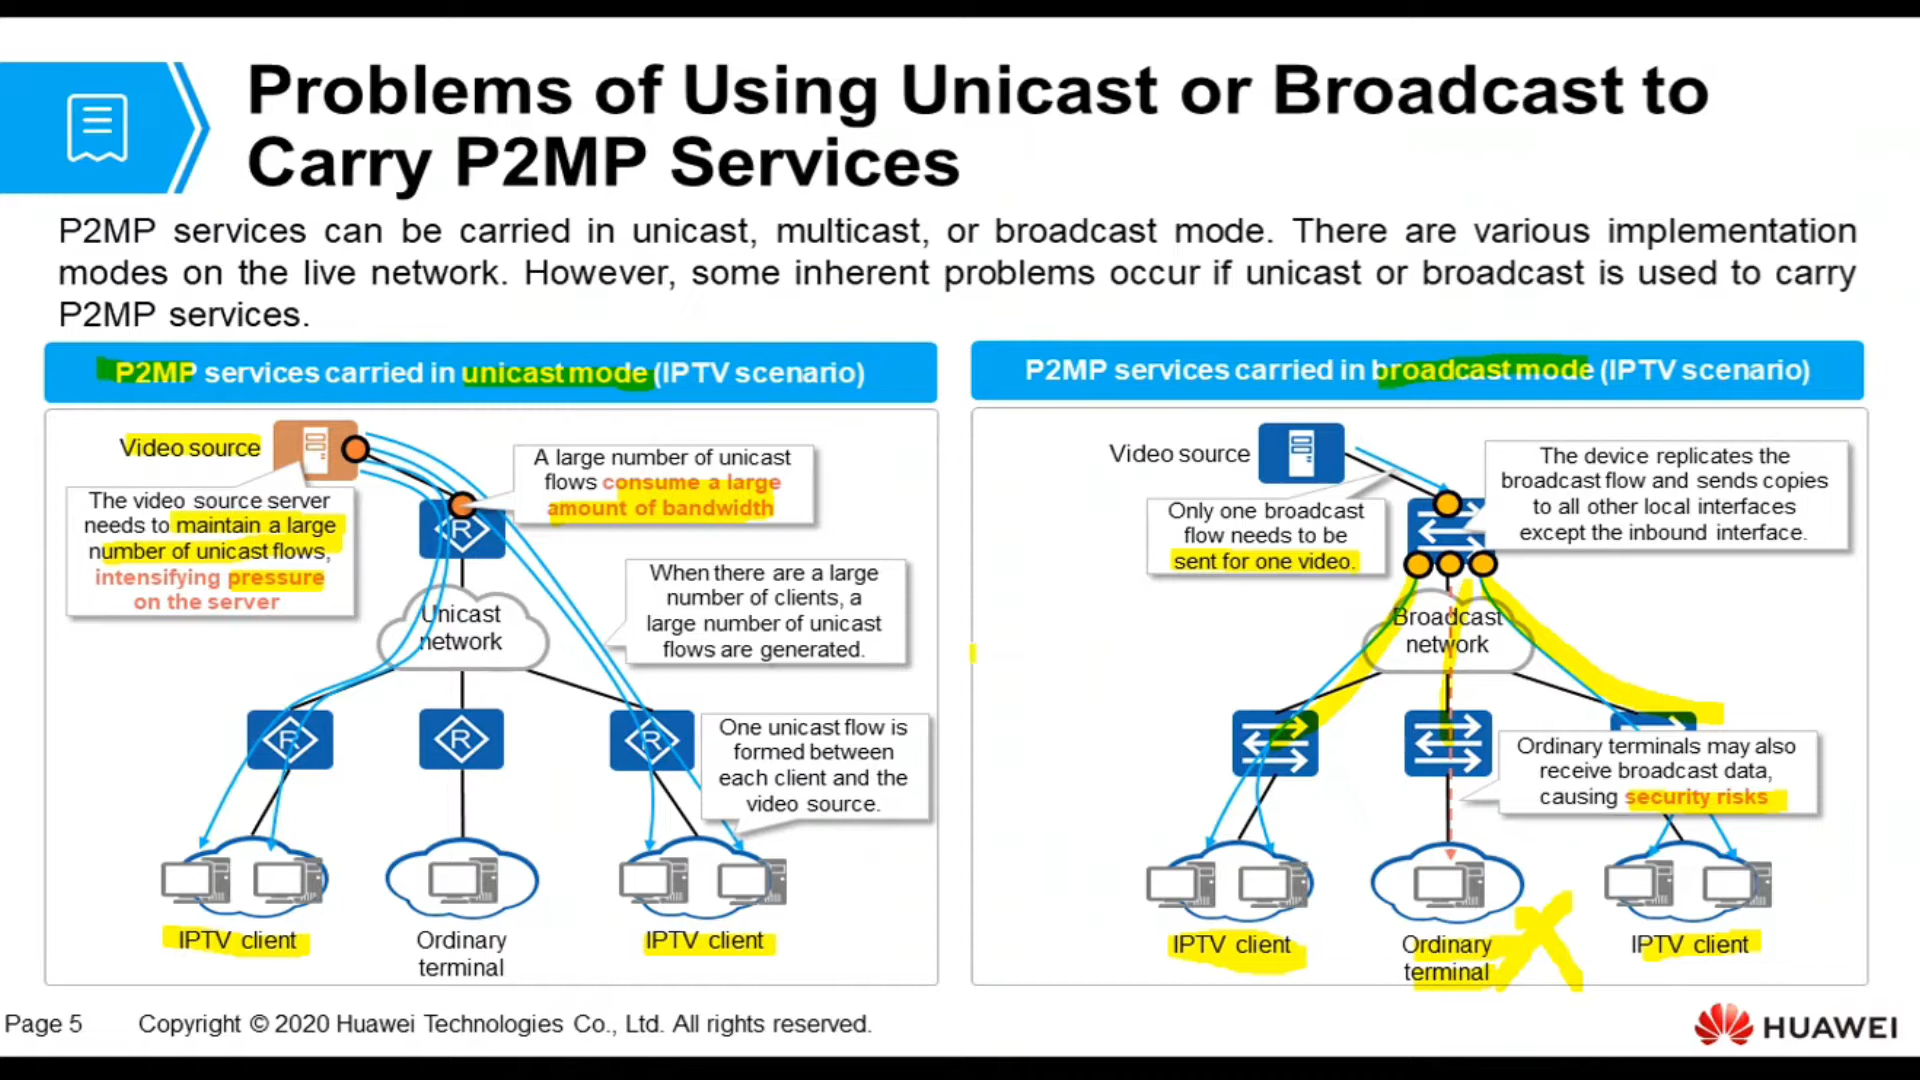 Problems of Using Unicast or Broadcast to
Carry P2MP Services
P2MP services can be carried in unicast, multicast, or broadcast mode. There are various implementation
modes on the live network. However, some inherent problems occur if unicast or broadcast is used to carry
P2MP services.
P2MP services carried in unicast mode (IPTV scenario)
Video source
The video source server
needs to maintain a large
number of unicast flows,
intensifying pressure
on the server
A large number of unicast
flows consume a large
amount of bandwidth
R
Unicast
network
When there are a large
number of clients, a
large number of unicast
flows are generated.
R
R
R
One unicast flow is
formed between
each client and the
video source.
IPTV client
Ordinary
terminal
IPTV client
P2MP services carried in broadcast mode (IPTV scenario)
Video source
Only one broadcast
flow needs to be
sent for one video.
The device replicates the
broadcast flow and sends copies
to all other local interfaces
except the inbound interface.
Broadcast
network
Ordinary terminals may also
receive broadcast data,
causing security risks
IPTV client
Ordinary
terminal
IPTV client
Page 5
Copyright © 2020 Huawei Technologies Co., Ltd. All rights reserved.
HUAWEI